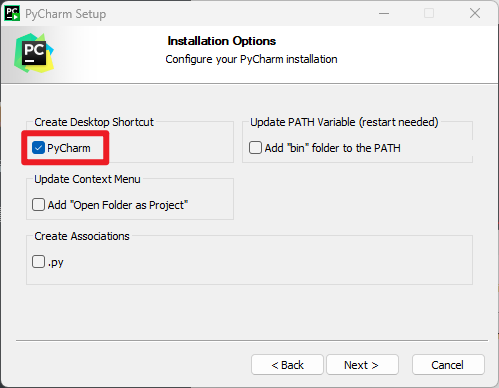 PyCharm Setup
PC
Installation Options
Configure your PyCharm installation
Create Desktop Shortcut
PyCharm
Update PATH Variable (restart needed)
Add "bin" folder to the PATH
Update Context Menu
Add "Open Folder as Project"
Create Associations
.py
< Back
Next >
Cancel